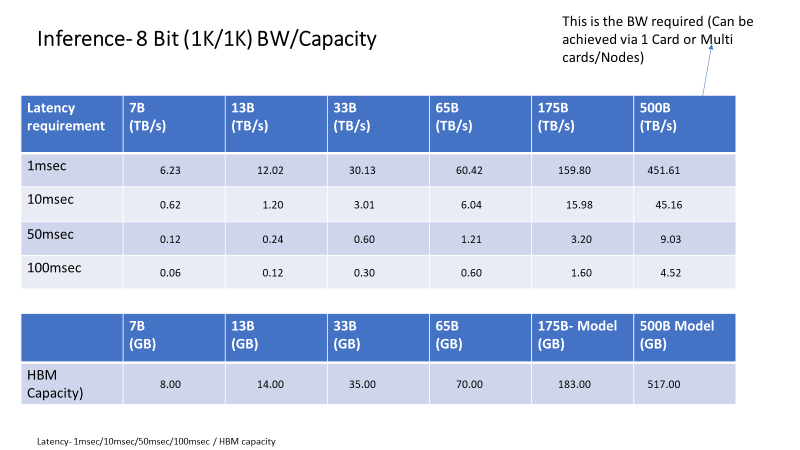 Inference- 8 Bit (1K/1K) BW/Capacity
This is the BW required (Can be
achieved via 1 Card or Multi
cards/Nodes)
Latency requirement 7B (TB/s) 13B (TB/s) 33B (TB/s) 65B (TB/s) 175B (TB/s) 500B (TB/s)
1msec 6.23 12.02 30.13 60.42 159.80 451.61
10msec 0.62 1.20 3.01 6.04 15.98 45.16
50msec 0.12 0.24 0.60 1.21 3.20 9.03
100msec 0.06 0.12 0.30 0.60 1.60 4.52
7B (GB) 13B (GB) 33B (GB) 65B (GB) 175B- Model (GB) 500B Model (GB)
HBM Capacity) 8.00 14.00 35.00 70.00 183.00 517.00
Latency- 1msec/10msec/50msec/100msec / HBM capacity